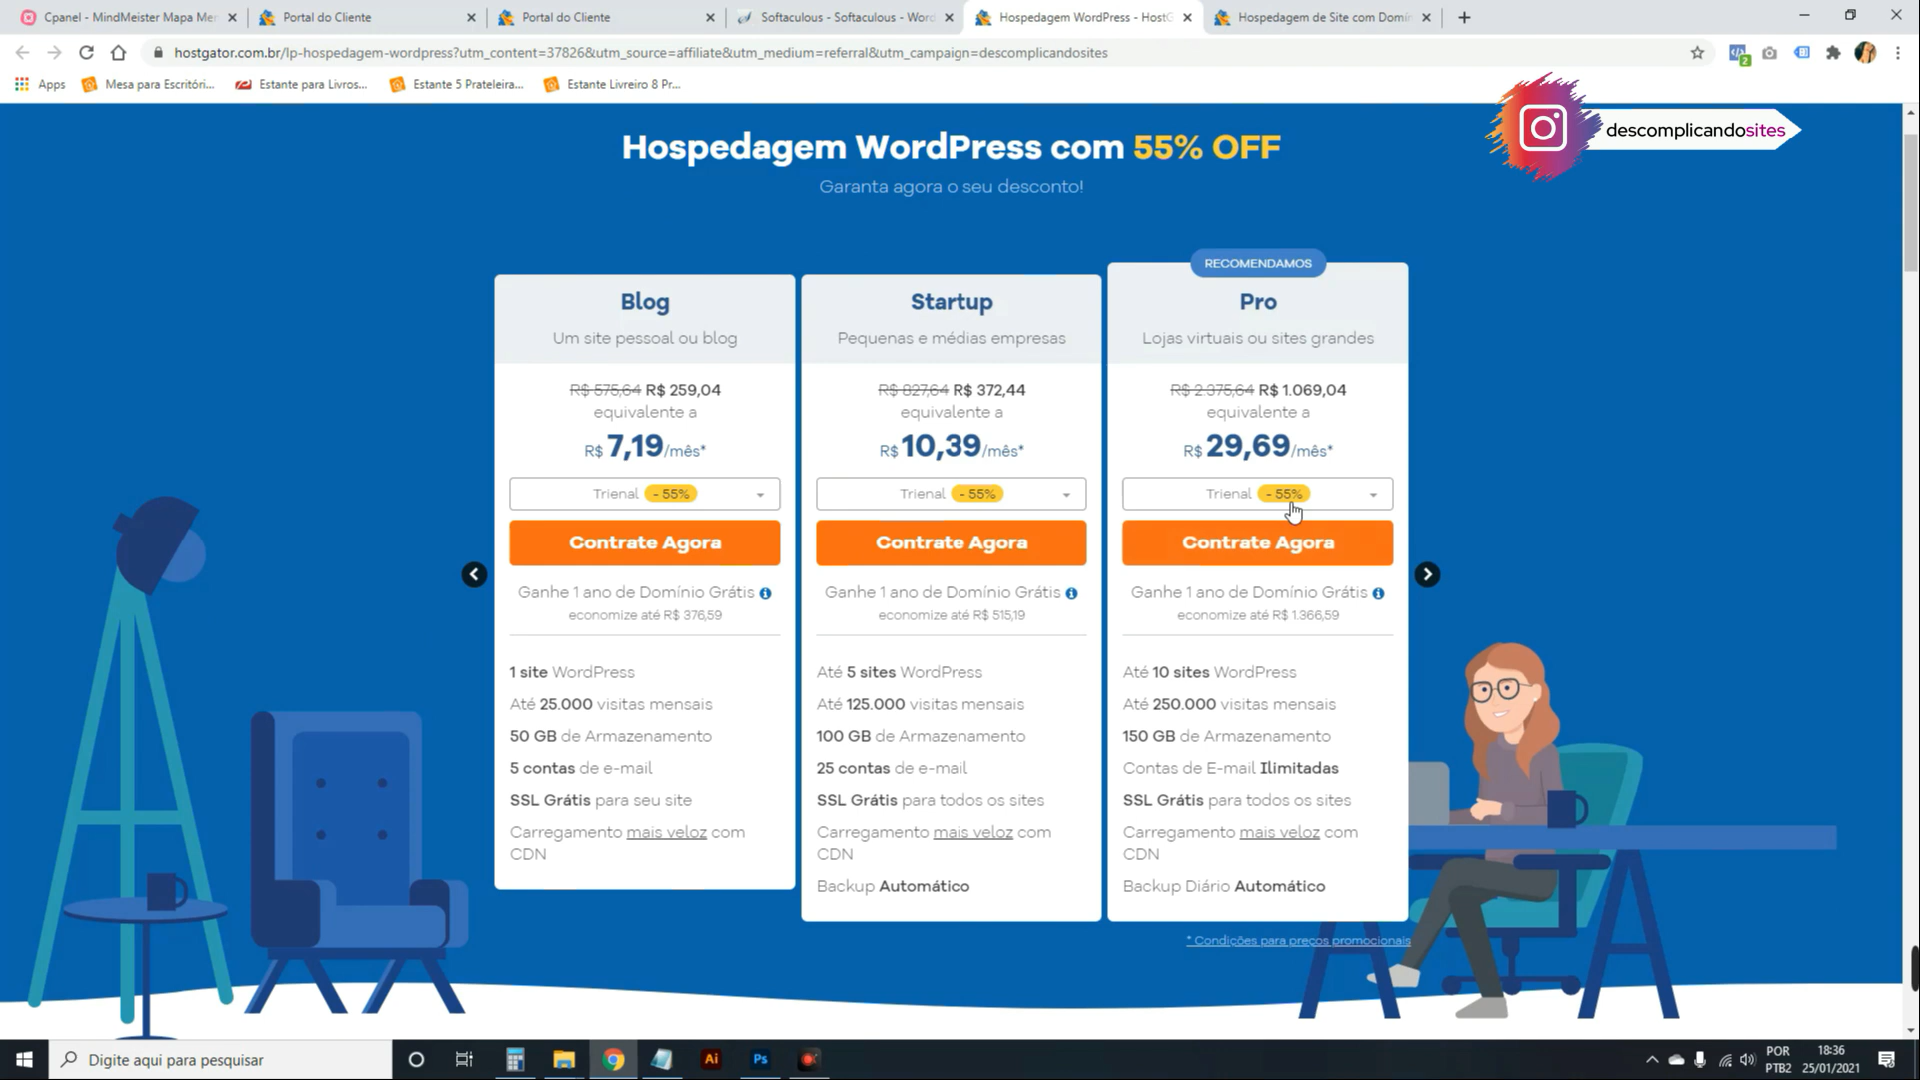 Cpanel - MindMeister Mapa Mer
Portal do Cliente
Portal do Cliente
Softaculous - Softaculous - Word
Hospedagem WordPress - HostG
Hospedagem de Site com Domín
hostgator.com.br/lp-hospedagem-wordpress?utm_content=37826&utm_source=affiliate&utm_medium=referral&utm_campaign=descomplicandosites
2
Apps
Mesa para Escritóri...
Estante para Livros...
Estante 5 Prateleira...
Estante Livreiro 8 Pr...
descomplicandosites
Hospedagem WordPress com 55% OFF
Garanta agora o seu desconto!
Blog
Um site pessoal ou blog
R$ 575,64 R$ 259,04
equivalente a
R$ 7,19/mês*
Trienal - 55%
Contrate Agora
Ganhe 1 ano de Domínio Grátis
economize até R$ 376,59
1 site WordPress
Até 25.000 visitas mensais
50 GB de Armazenamento
5 contas de e-mail
SSL Grátis para seu site
Carregamento mais veloz com
CDN
Startup
Pequenas e médias empresas
R$ 827,64 R$ 372,44
equivalente a
R$ 10,39/mês*
Trienal - 55%
Contrate Agora
Ganhe 1 ano de Domínio Grátis
economize até R$ 515,19
Até 5 sites WordPress
Até 125.000 visitas mensais
100 GB de Armazenamento
25 contas de e-mail
SSL Grátis para todos os sites
Carregamento mais veloz com
CDN
Backup Automático
RECOMENDAMOS
Pro
Lojas virtuais ou sites grandes
R$ 2.375,64 R$ 1.069,04
equivalente a
R$ 29,69/mês*
Trienal - 55%
Contrate Agora
Ganhe 1 ano de Domínio Grátis
economize até R$ 1.366,59
Até 10 sites WordPress
Até 250.000 visitas mensais
150 GB de Armazenamento
Contas de E-mail Ilimitadas
SSL Grátis para todos os sites
Carregamento mais veloz com
CDN
Backup Diário Automático
* Condições para preços promocionais
Digite aqui para pesquisar
Ai
Ps
POR
PTB2
18:36
25/01/2021